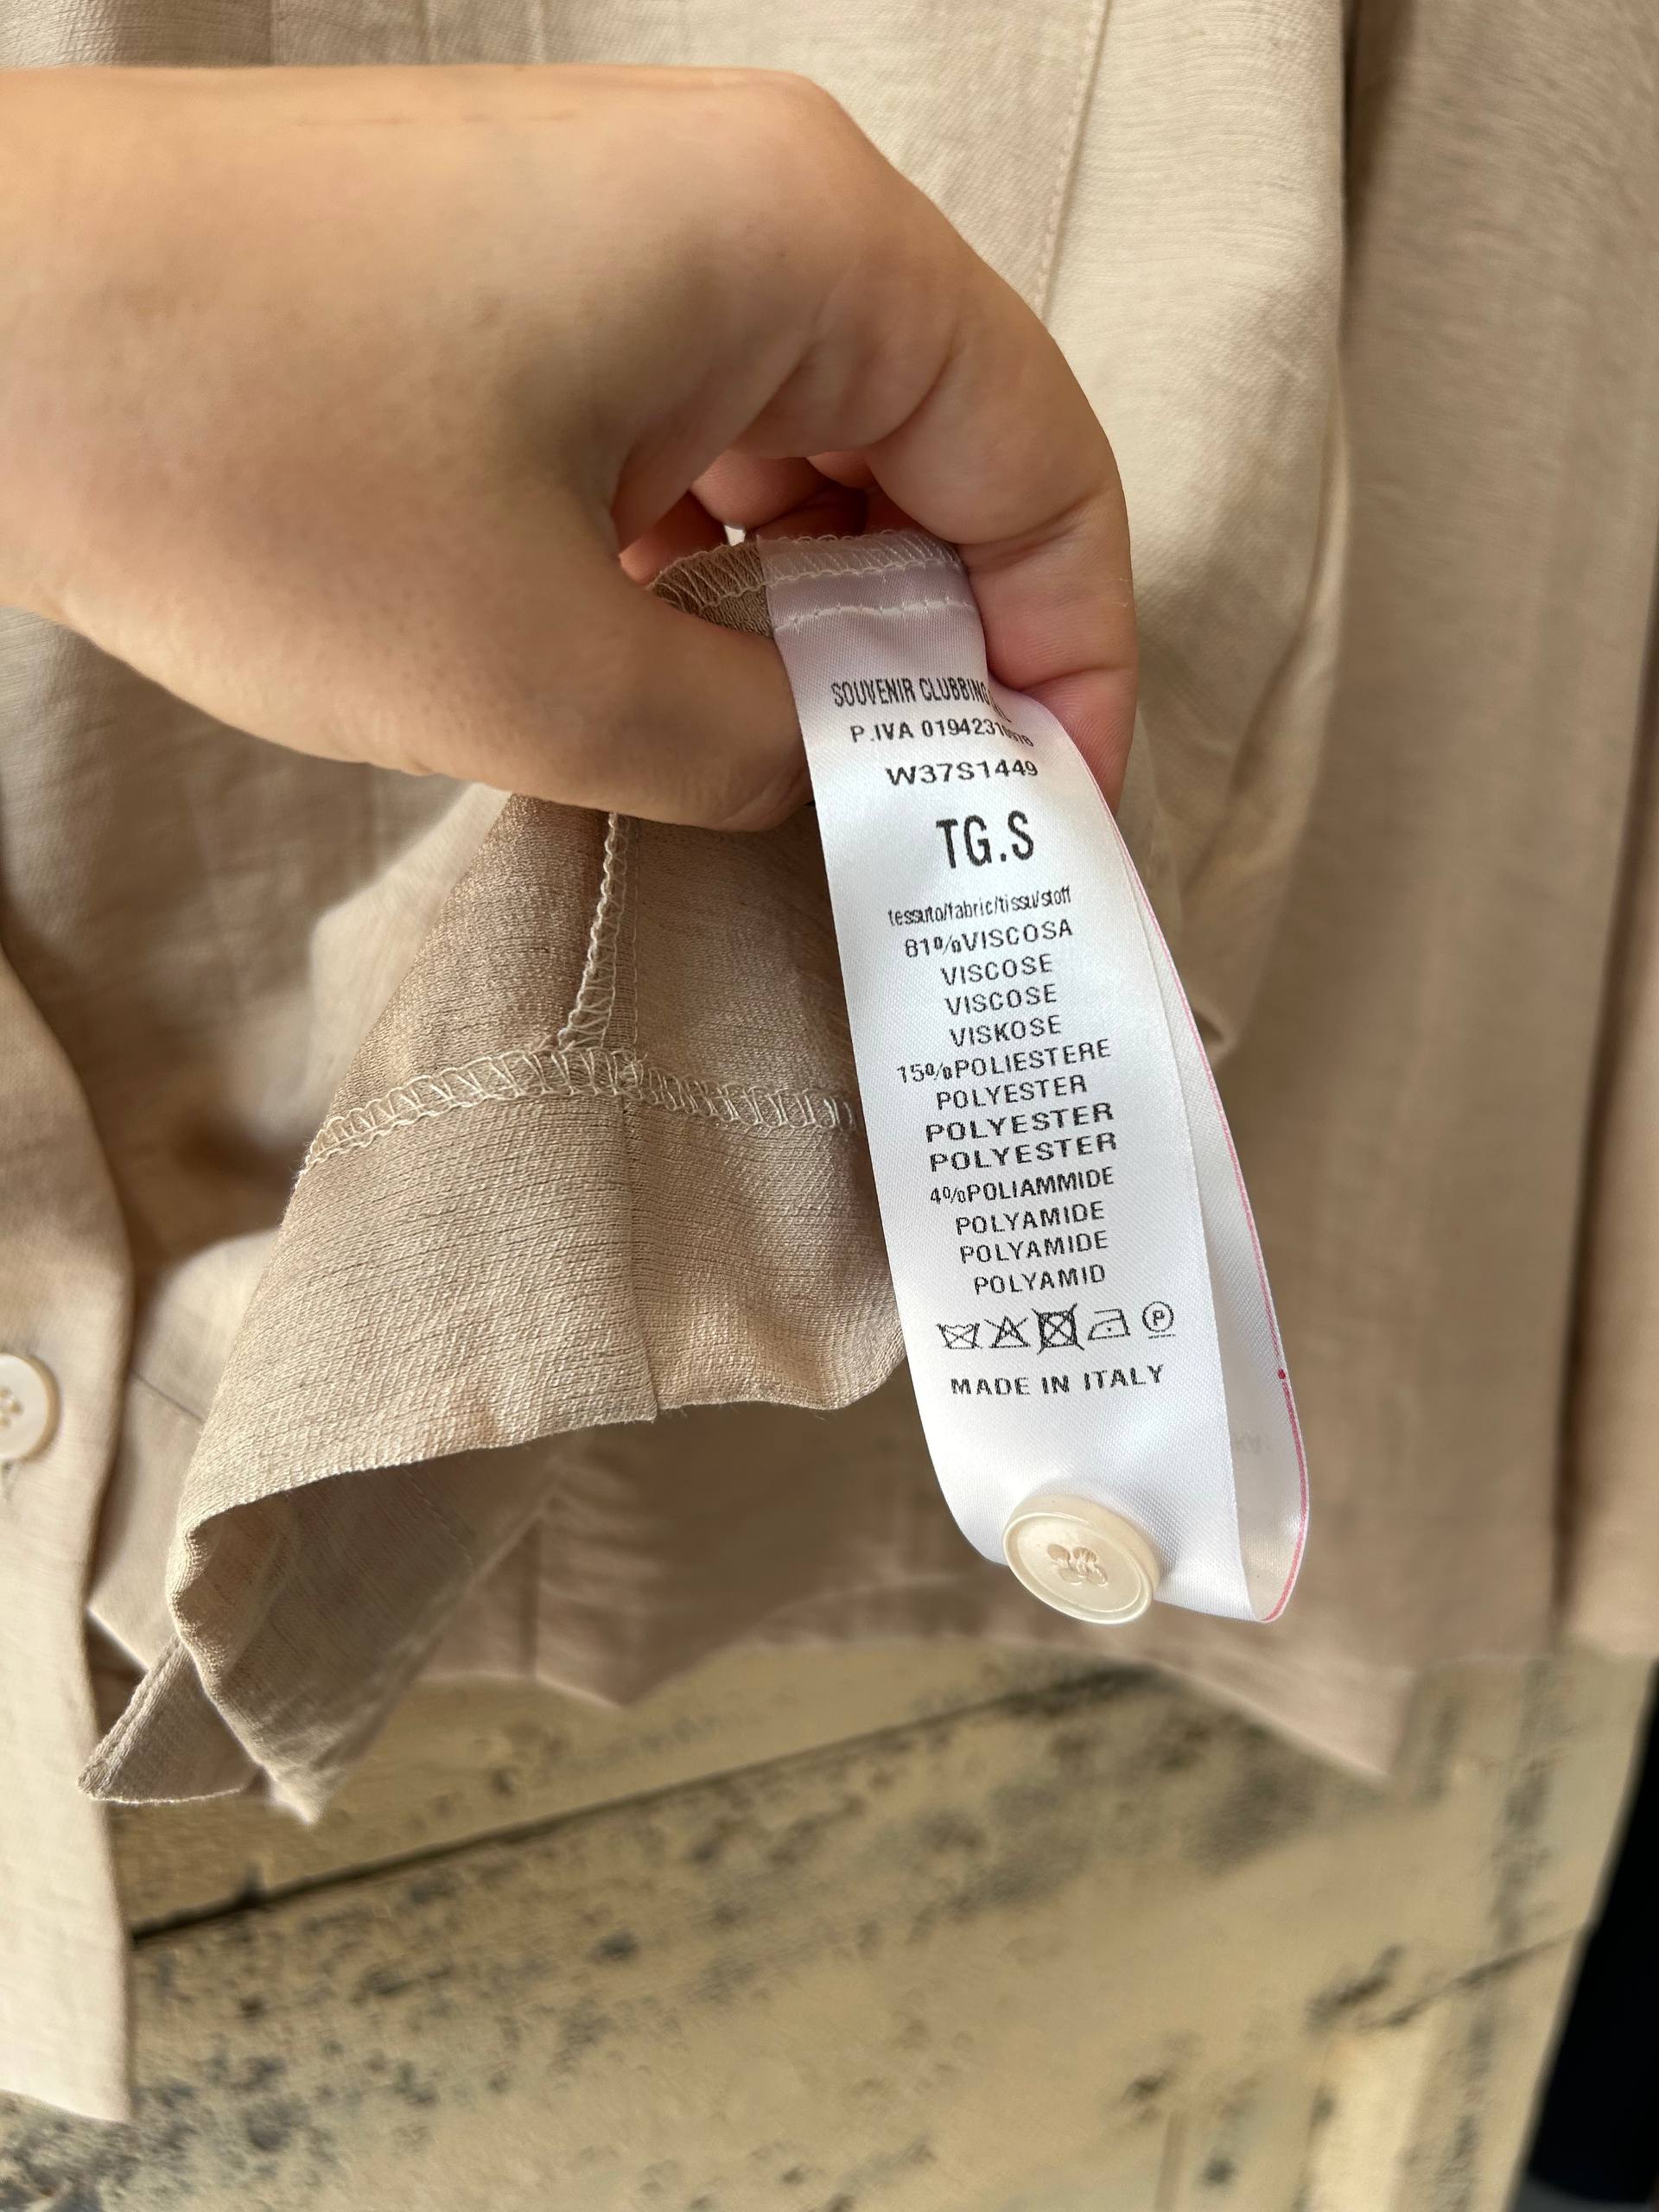 SOUVENIR CLUBBING
P.IVA
W37S1449
TG.S
tessuto/fabric/tissu/stoff
81%VISCOSA
VISCOSE
VISCOSE
VISKOSE
15%POLIESTERE
POLYESTER
POLYESTER
POLYESTER
4%POLIAMMIDE
POLYAMIDE
POLYAMIDE
POLYAMID
P
MADE IN ITALY